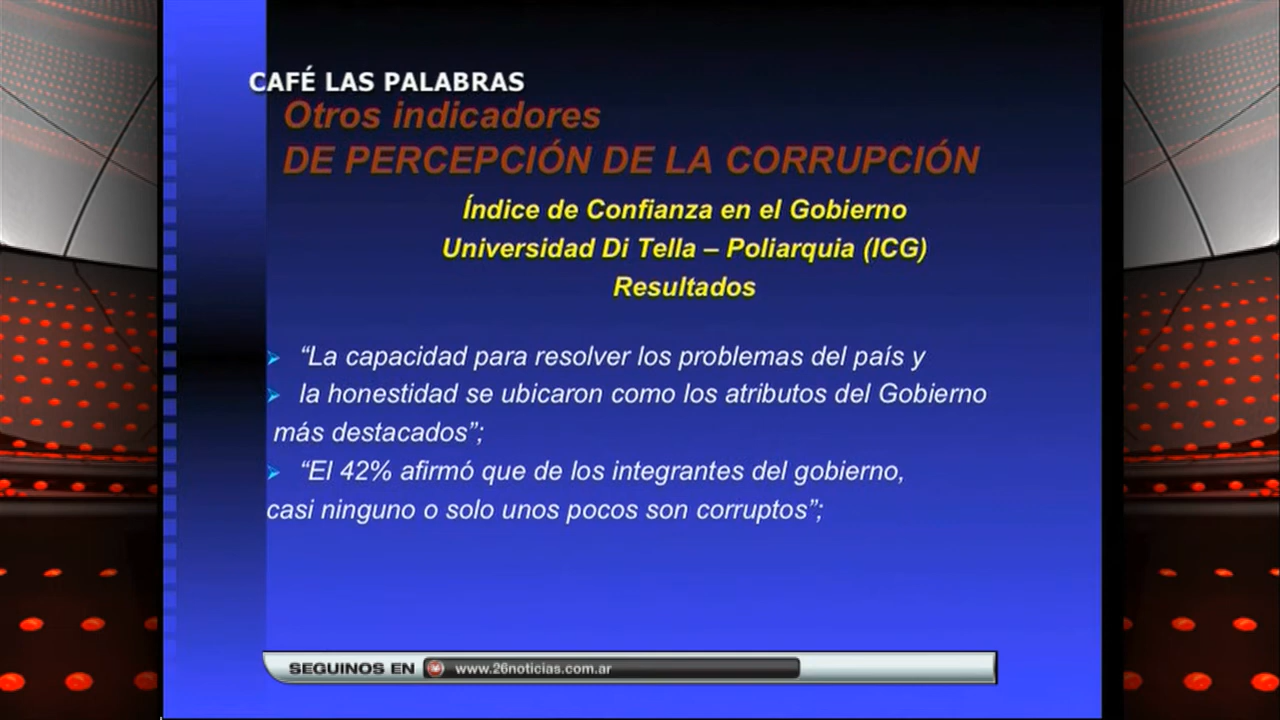 CAFÉ LAS PALABRAS
Otros indicadores
DE PERCEPCIÓN DE LA CORRUPCIÓN
Índice de Confianza en el Gobierno
Universidad Di Tella – Poliarquia (ICG)
Resultados
“La capacidad para resolver los problemas del país y
la honestidad se ubicaron como los atributos del Gobierno
más destacados”;
“El 42% afirmó que de los integrantes del gobierno,
casi ninguno o solo unos pocos son corruptos”;
SEGUINOS EN 26 www.26noticias.com.ar